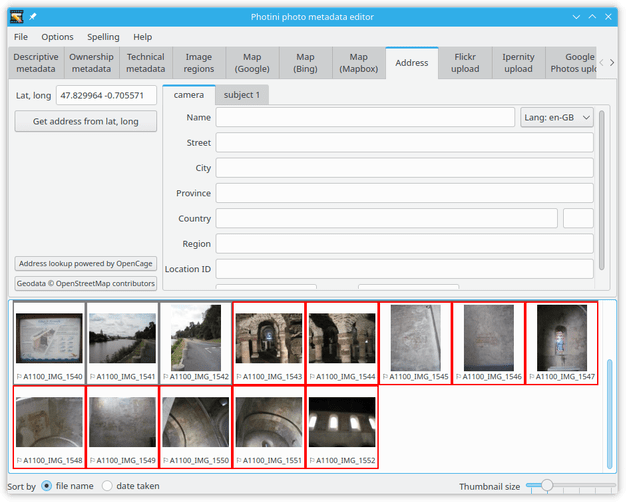 Photini photo metadata editor
File Options Spelling Help
Descriptive metadata
Ownership metadata
Technical metadata
Image regions
Map (Google)
Map (Bing)
Map (Mapbox)
Address
Flickr upload
Ipernity upload
Google Photos uplo
Lat, long 47.829964 -0.705571
Get address from lat, long
Address lookup powered by OpenCage
Geodata © OpenStreetMap contributors
camera subject 1
Name Lang: en-GB
Street
City
Province
Country
Region
Location ID
A1100_IMG_1540 A1100_IMG_1541 A1100_IMG_1542 A1100_IMG_1543 A1100_IMG_1544 A1100_IMG_1545 A1100_IMG_1546 A1100_IMG_1547
A1100_IMG_1548 A1100_IMG_1549 A1100_IMG_1550 A1100_IMG_1551 A1100_IMG_1552
Sort by file name date taken Thumbnail size